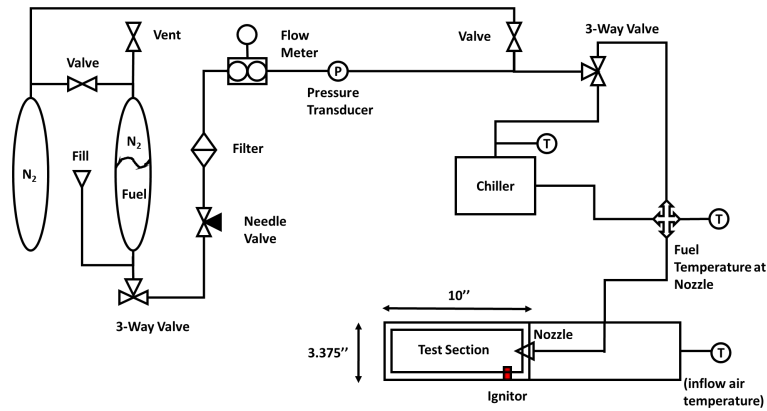 Vent
Flow
Meter
Valve
3-Way Valve
Valve
P
Pressure
Transducer
N2
N2
Fuel
Fill
Filter
T
Chiller
Needle
Valve
T
Fuel
Temperature at
Nozzle
3-Way Valve
10’’
3.375’’
Test Section
Nozzle
T
Ignitor
(inflow air
temperature)